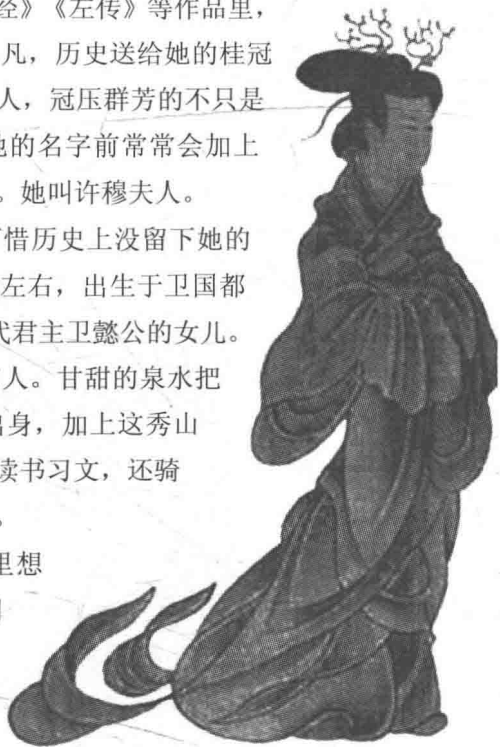 经》《左传》等作品里，
凡，历史送给她的桂冠
人，冠压群芳的不只是
她的名字前常常会加上
。她叫许穆夫人。
惜历史上没留下她的
左右，出生于卫国都
代君主卫懿公的女儿。
人。甘甜的泉水把
出身，加上这秀山
读书习文，还骑
。
里想